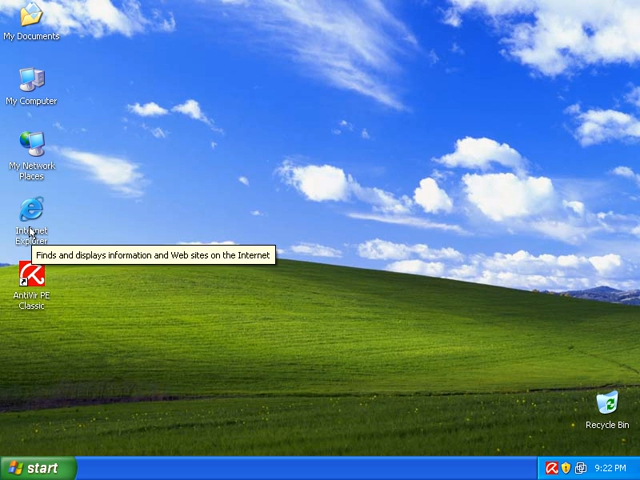 My Documents
My Computer
My Network
Places
Internet
Explorer
Finds and displays information and Web sites on the Internet
AntiVir PE
Classic
Recycle Bin
start
9:22 PM